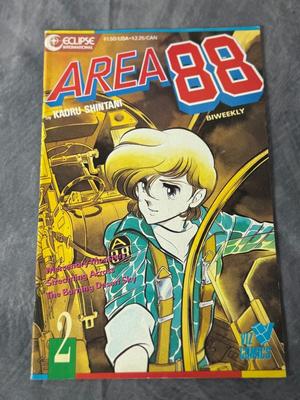 ECLIPSE
INTERNATIONAL
$1.50/USA • $2.25/CAN
AREA 88
by KAORU SHINTANI
BIWEEKLY
Screaming Across
The Burning Desert Sky
2
VIZ
COMICS